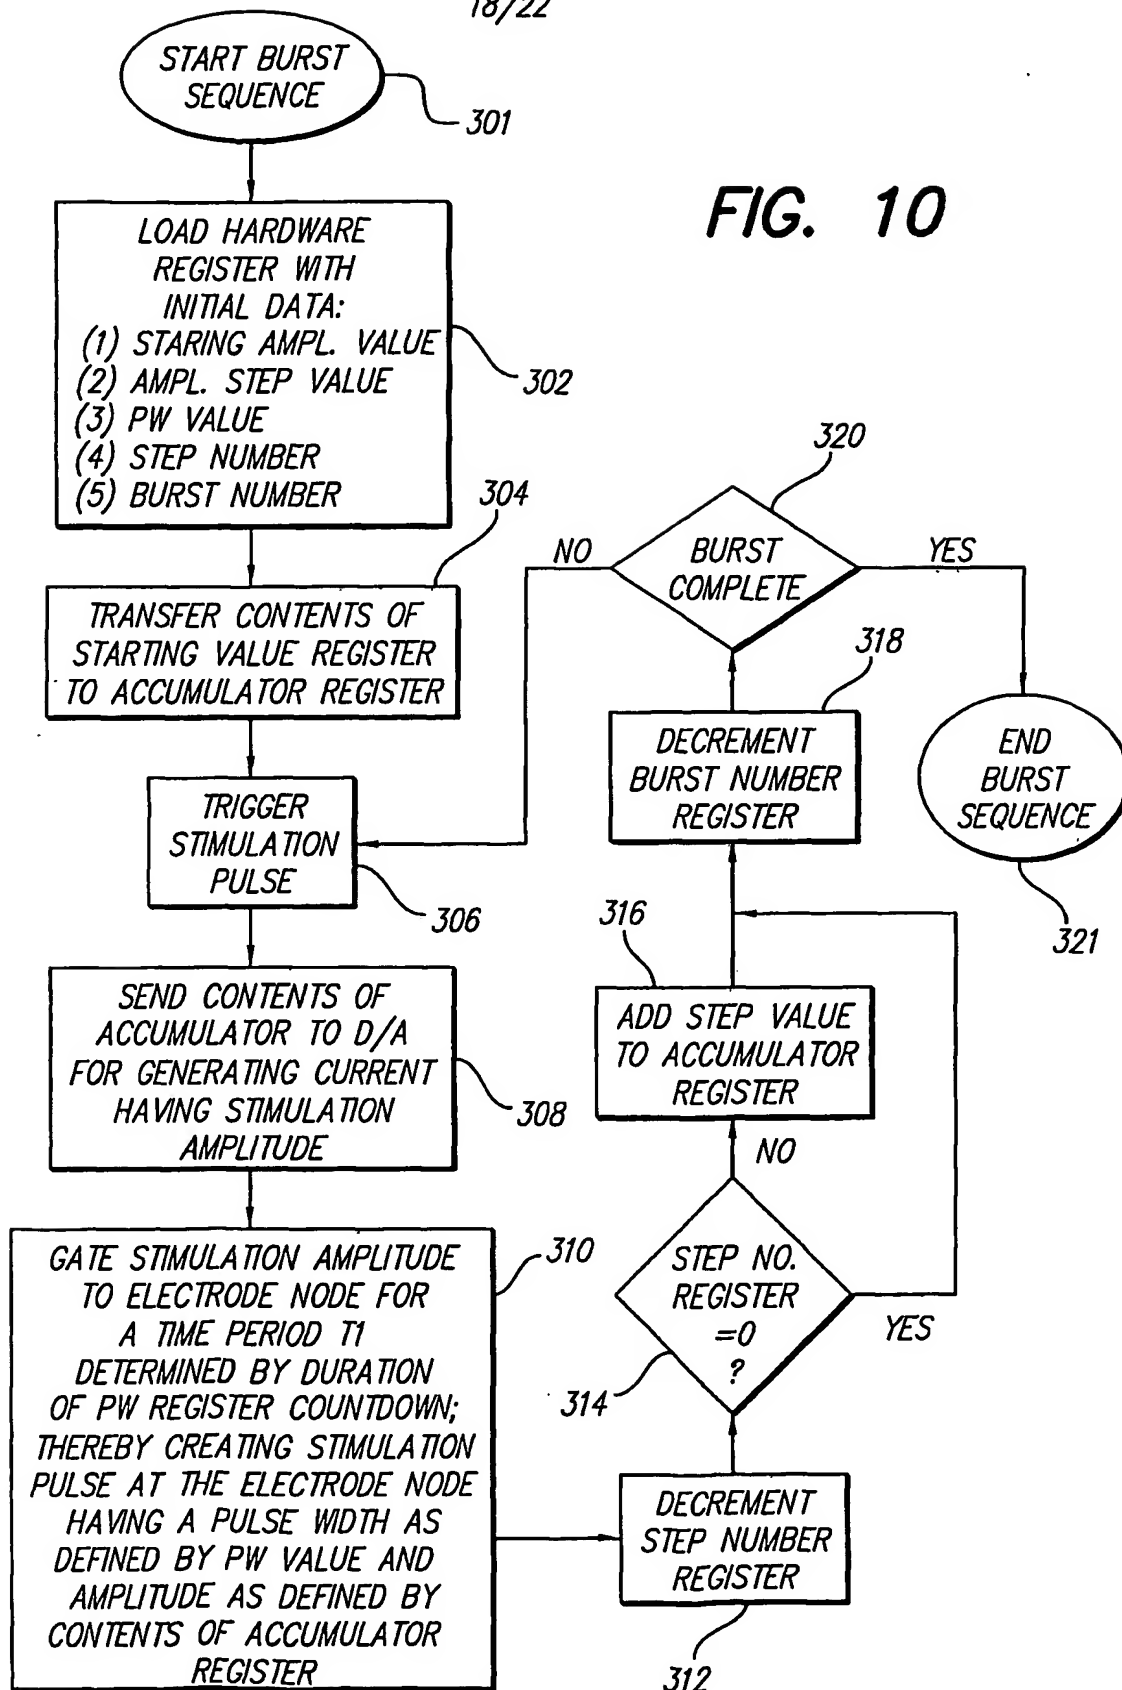 18/22
START BURST
SEQUENCE
301
FIG. 10
LOAD HARDWARE
REGISTER WITH
INITIAL DATA:
(1) STARING AMPL. VALUE
(2) AMPL. STEP VALUE
(3) PW VALUE
(4) STEP NUMBER
(5) BURST NUMBER
302
304
TRANSFER CONTENTS OF
STARTING VALUE REGISTER
TO ACCUMULATOR REGISTER
TRIGGER
STIMULATION
PULSE
306
SEND CONTENTS OF
ACCUMULATOR TO D/A
FOR GENERATING CURRENT
HAVING STIMULATION
AMPLITUDE
308
GATE STIMULATION AMPLITUDE
TO ELECTRODE NODE FOR
A TIME PERIOD T1
DETERMINED BY DURATION
OF PW REGISTER COUNTDOWN;
THEREBY CREATING STIMULATION
PULSE AT THE ELECTRODE NODE
HAVING A PULSE WIDTH AS
DEFINED BY PW VALUE AND
AMPLITUDE AS DEFINED BY
CONTENTS OF ACCUMULATOR
REGISTER
310
DECREMENT
STEP NUMBER
REGISTER
312
STEP NO.
REGISTER
=0
?
314
YES
NO
316
ADD STEP VALUE
TO ACCUMULATOR
REGISTER
DECREMENT
BURST NUMBER
REGISTER
318
320
BURST
COMPLETE
NO
YES
END
BURST
SEQUENCE
321